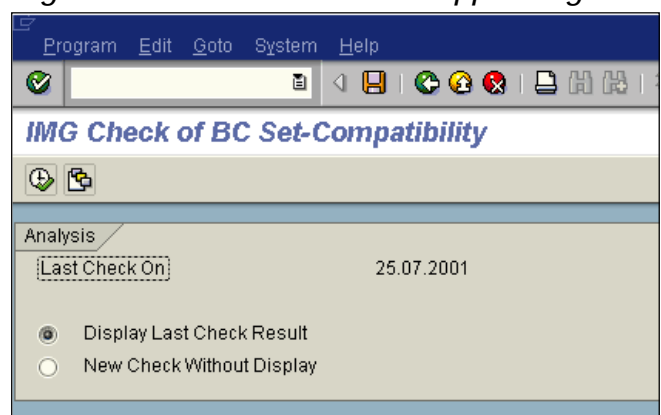 Program Edit Goto System Help
IMG Check of BC Set-Compatibility
Analysis
Last Check On 25.07.2001
Display Last Check Result
New Check Without Display